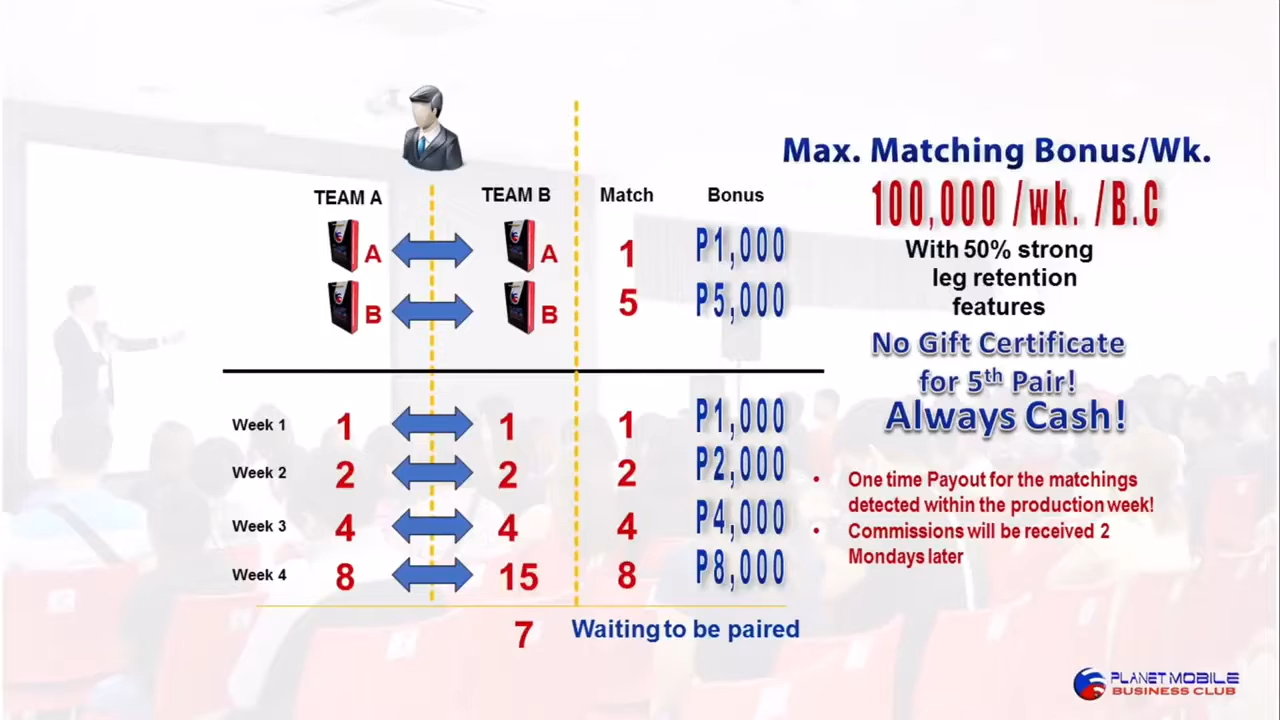 TEAM A TEAM B Match Bonus
A A 1 P1,000
B B 5 P5,000
Week 1 1 1 1 P1,000
Week 2 2 2 2 P2,000
Week 3 4 4 4 P4,000
Week 4 8 15 8 P8,000
7 Waiting to be paired
Max. Matching Bonus/Wk.
100,000 /wk. /B.C
With 50% strong
leg retention
features
No Gift Certificate
for 5th Pair!
Always Cash!
• One time Payout for the matchings
detected within the production week!
• Commissions will be received 2
Mondays later
PLANET MOBILE
BUSINESS CLUB